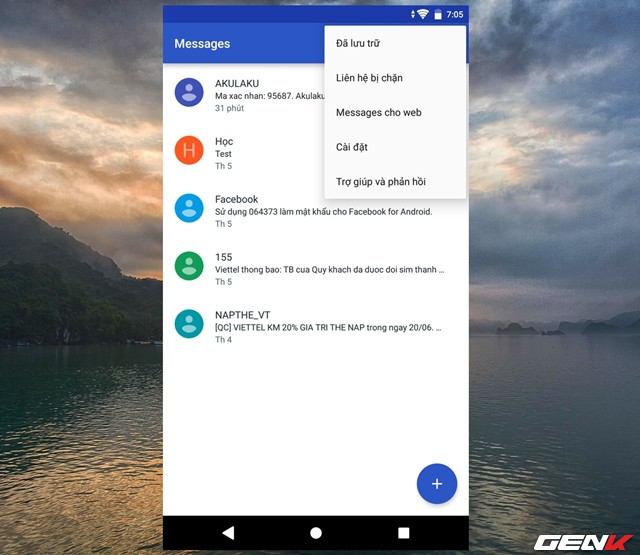 7:05
Messages
Đã lưu trữ
Liên hệ bị chặn
Messages cho web
Cài đặt
Trợ giúp và phản hồi
AKULAKU
Ma xac nhan: 95687. Akulaku
31 phút
H
Học
Test
Th 5
Facebook
Sử dụng 064373 làm mật khẩu cho Facebook for Android.
Th 5
155
Viettel thong bao: TB cua Quy khach da duoc doi sim thanh ...
Th 5
NAPTHE_VT
[QC] VIETTEL KM 20% GIA TRI THE NAP trong ngay 20/06. ...
Th 4
GENK